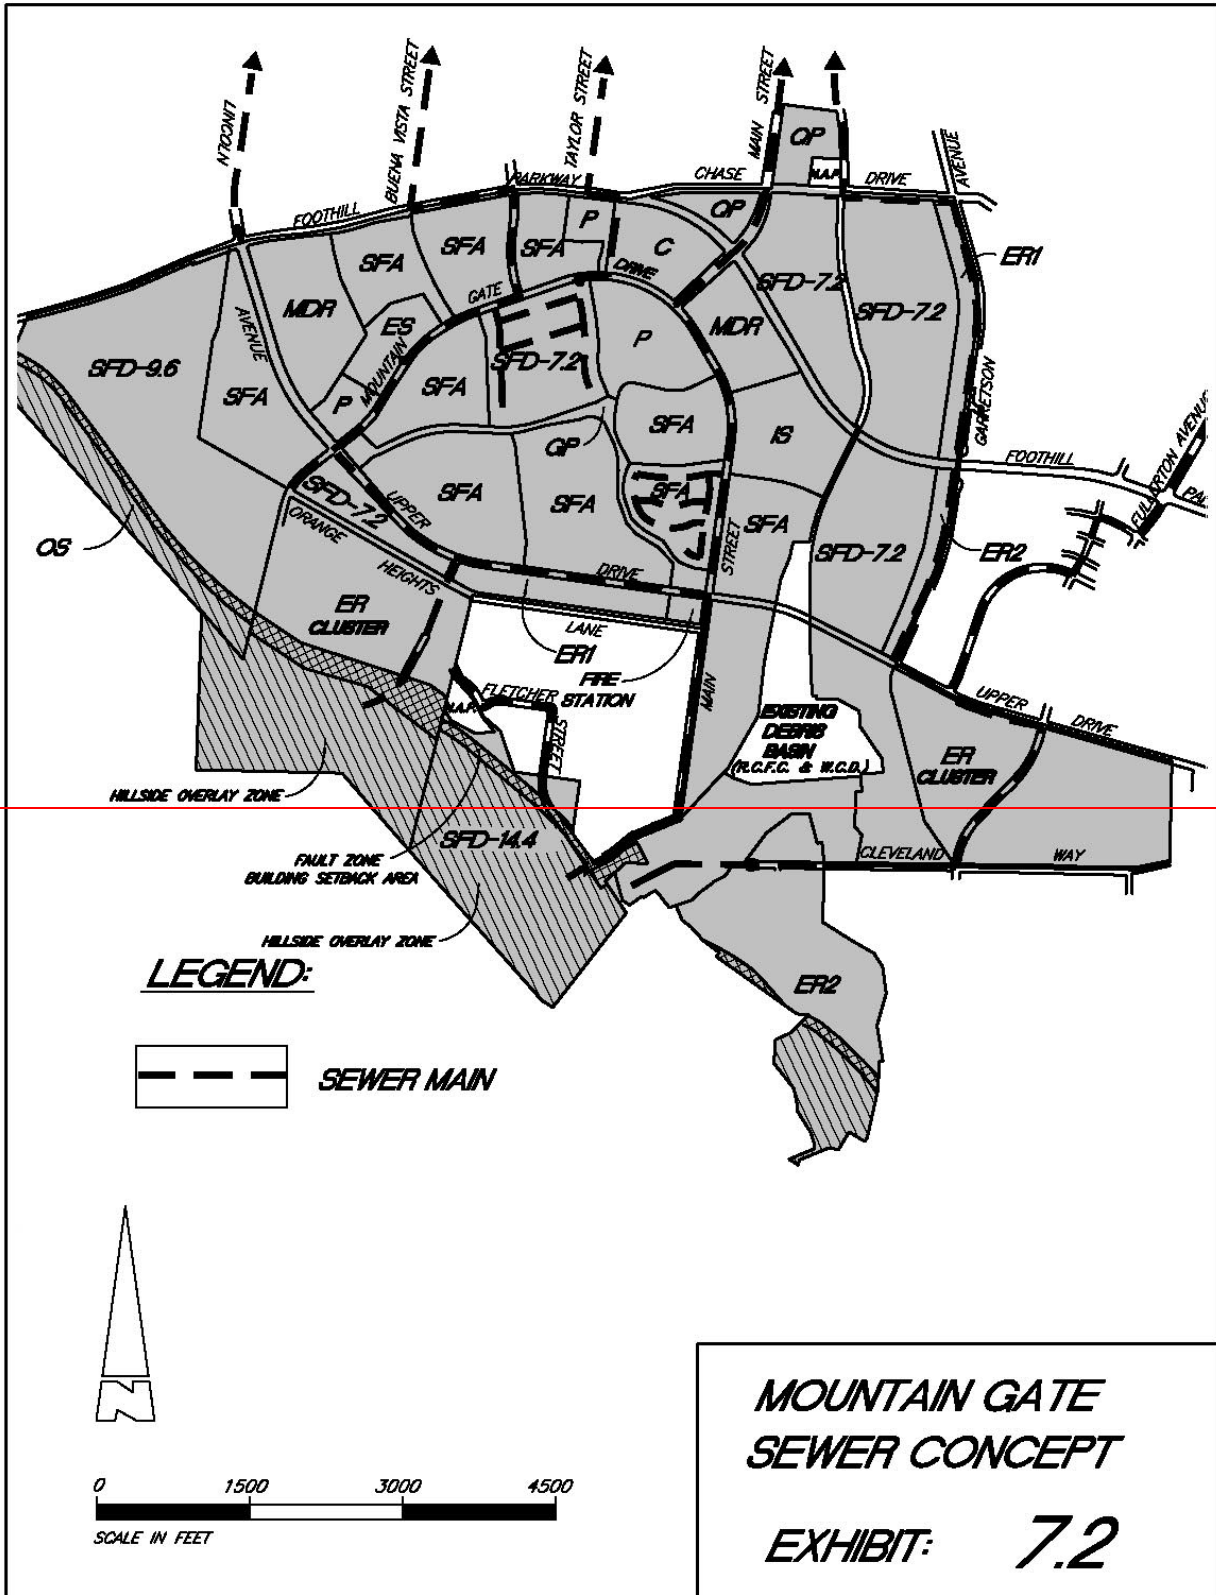 LINCOLN
BUENA VISTA STREET
TAYLOR STREET
MAIN STREET
QP
N.A.P.
AVENUE
FOOTHILL
PARKWAY
CHASE
DRIVE
QP
P
C
SFA
SFA
SFA
GATE
DRIVE
ER1
SFD-7.2
SFD-7.2
MDR
ES
AVENUE
MOUNTAIN
SFD-9.6
SFA
P
SFA
SFD-7.2
P
MDR
GARRETSON
FULLARTON AVENUE
SFA
IS
QP
FOOTHILL
PA
SFA
SFD-7.2
UPPER
SFA
SFA
ORANGE
SFA
STREET
SFD-7.2
ER2
OS
HEIGHTS
DRIVE
ER
CLUSTER
LANE
ER1
FIRE
STATION
FLETCHER
STREET
N.A.P.
MAIN
UPPER
DRIVE
EXISTING
DEBRIS
BASIN
(R.C.F.C. & W.C.D.)
ER
CLUSTER
HILLSIDE OVERLAY ZONE
SFD-14.4
FAULT ZONE
BUILDING SETBACK AREA
CLEVELAND
WAY
HILLSIDE OVERLAY ZONE
ER2
LEGEND:
SEWER MAIN
N
0 1500 3000 4500
SCALE IN FEET
MOUNTAIN GATE
SEWER CONCEPT
EXHIBIT: 7.2